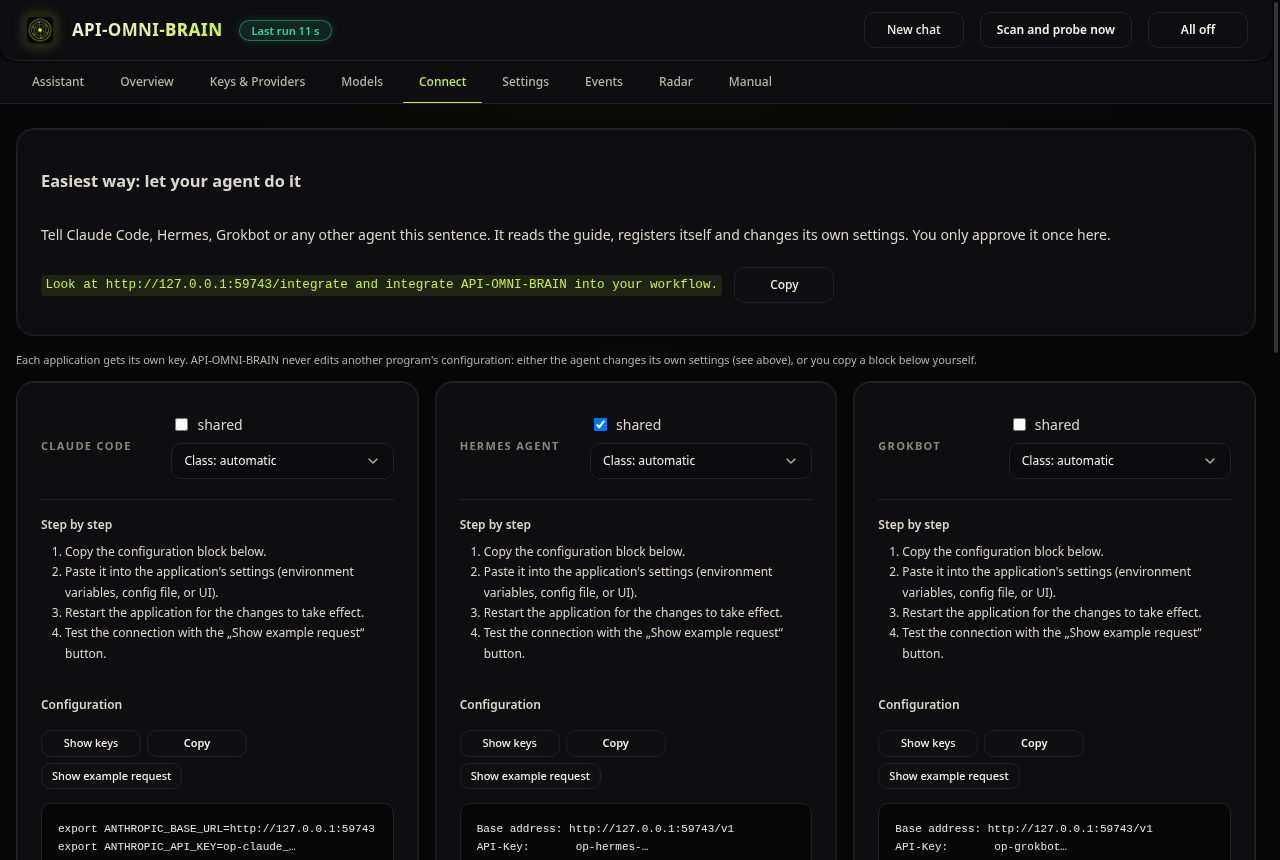 API-OMNI-BRAIN
Last run 11 s
New chat
Scan and probe now
All off
Assistant
Overview
Keys & Providers
Models
Connect
Settings
Events
Radar
Manual
Easiest way: let your agent do it
Tell Claude Code, Hermes, Grokbot or any other agent this sentence. It reads the guide, registers itself and changes its own settings. You only approve it once here.
Look at http://127.0.0.1:59743/integrate and integrate API-OMNI-BRAIN into your workflow.
Copy
Each application gets its own key. API-OMNI-BRAIN never edits another program's configuration: either the agent changes its own settings (see above), or you copy a block below yourself.
CLAUDE CODE
shared
Class: automatic
Step by step
1. Copy the configuration block below.
2. Paste it into the application's settings (environment
variables, config file, or UI).
3. Restart the application for the changes to take effect.
4. Test the connection with the „Show example request“
button.
Configuration
Show keys
Copy
Show example request
export ANTHROPIC_BASE_URL=http://127.0.0.1:59743
export ANTHROPIC_API_KEY=op-claude_…
HERMES AGENT
shared
Class: automatic
Step by step
1. Copy the configuration block below.
2. Paste it into the application's settings (environment
variables, config file, or UI).
3. Restart the application for the changes to take effect.
4. Test the connection with the „Show example request“
button.
Configuration
Show keys
Copy
Show example request
Base address: http://127.0.0.1:59743/v1
API-Key: op-hermes-…
GROKBOT
shared
Class: automatic
Step by step
1. Copy the configuration block below.
2. Paste it into the application's settings (environment
variables, config file, or UI).
3. Restart the application for the changes to take effect.
4. Test the connection with the „Show example request“
button.
Configuration
Show keys
Copy
Show example request
Base address: http://127.0.0.1:59743/v1
API-Key: op-grokbot…